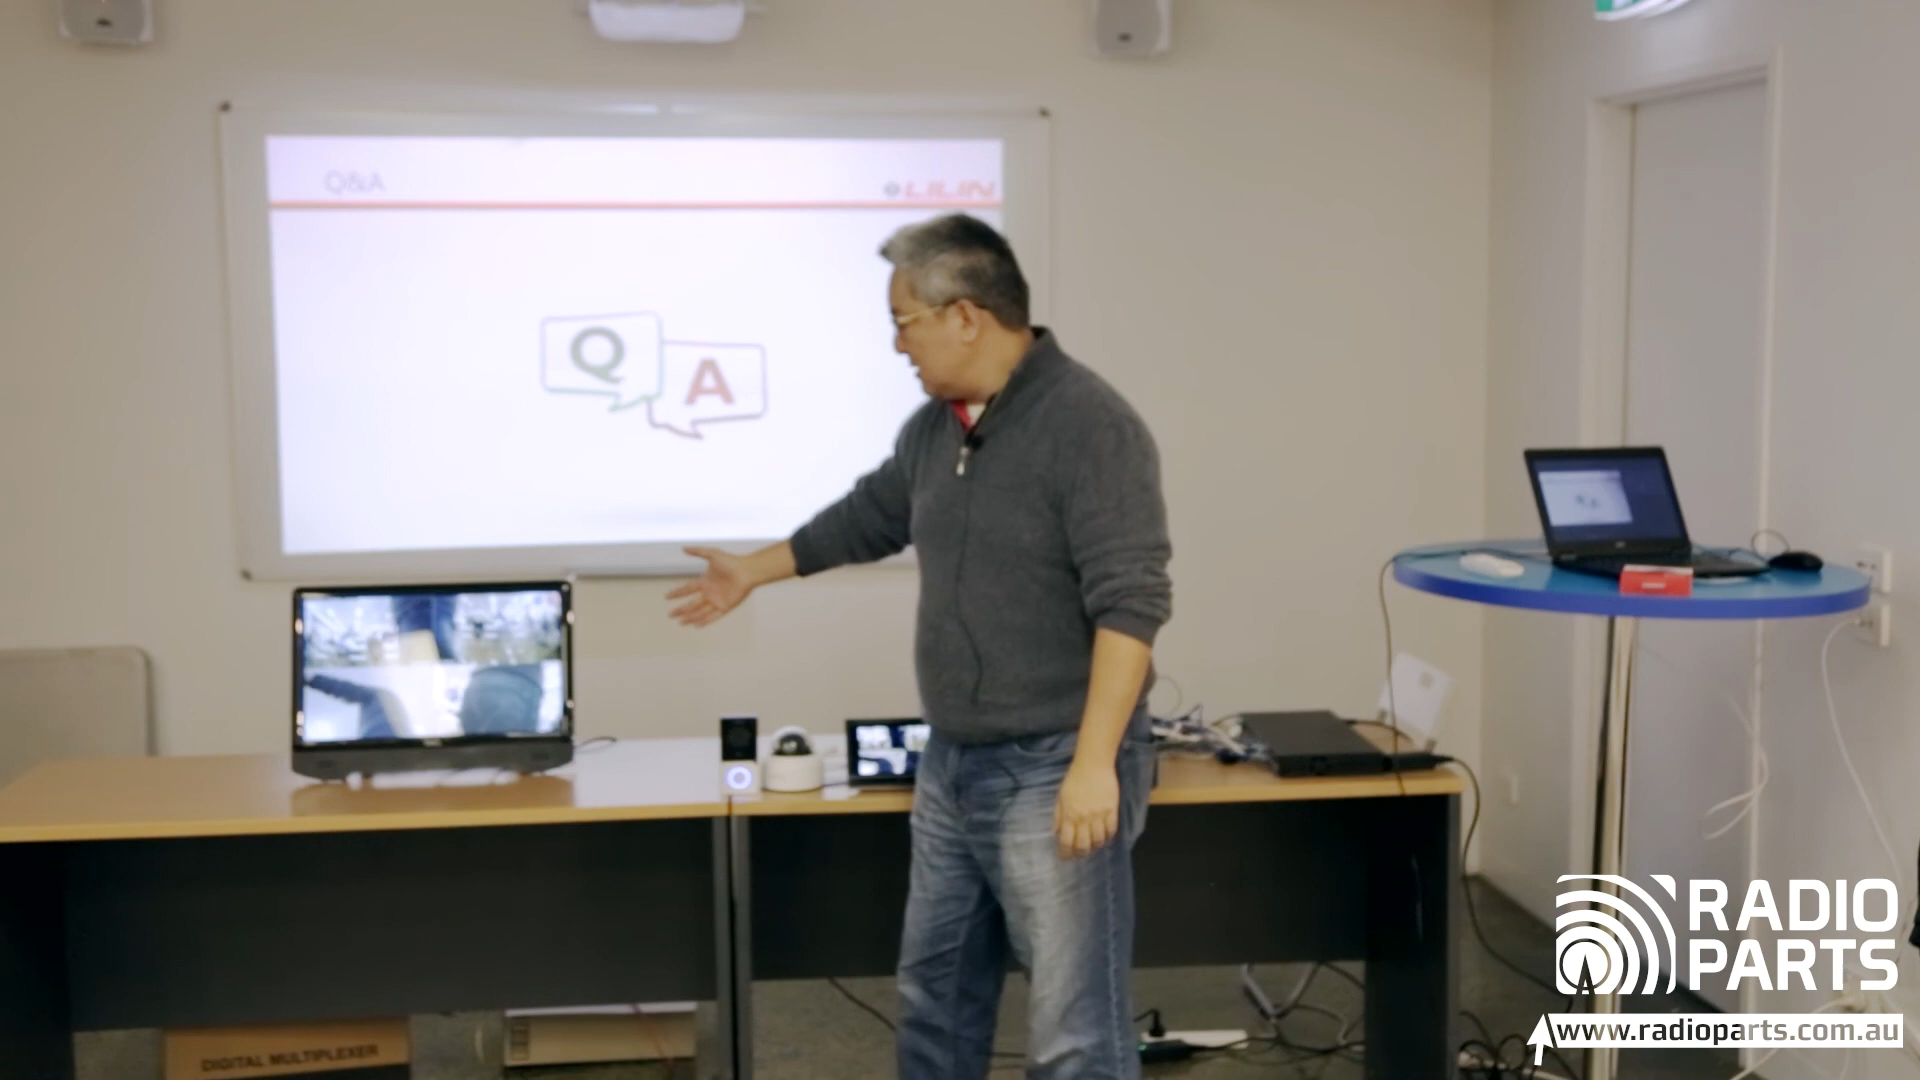 Q&A
LILIN
Q
A
DIGITAL MULTIPLEXER
RADIO
PARTS
www.radioparts.com.au